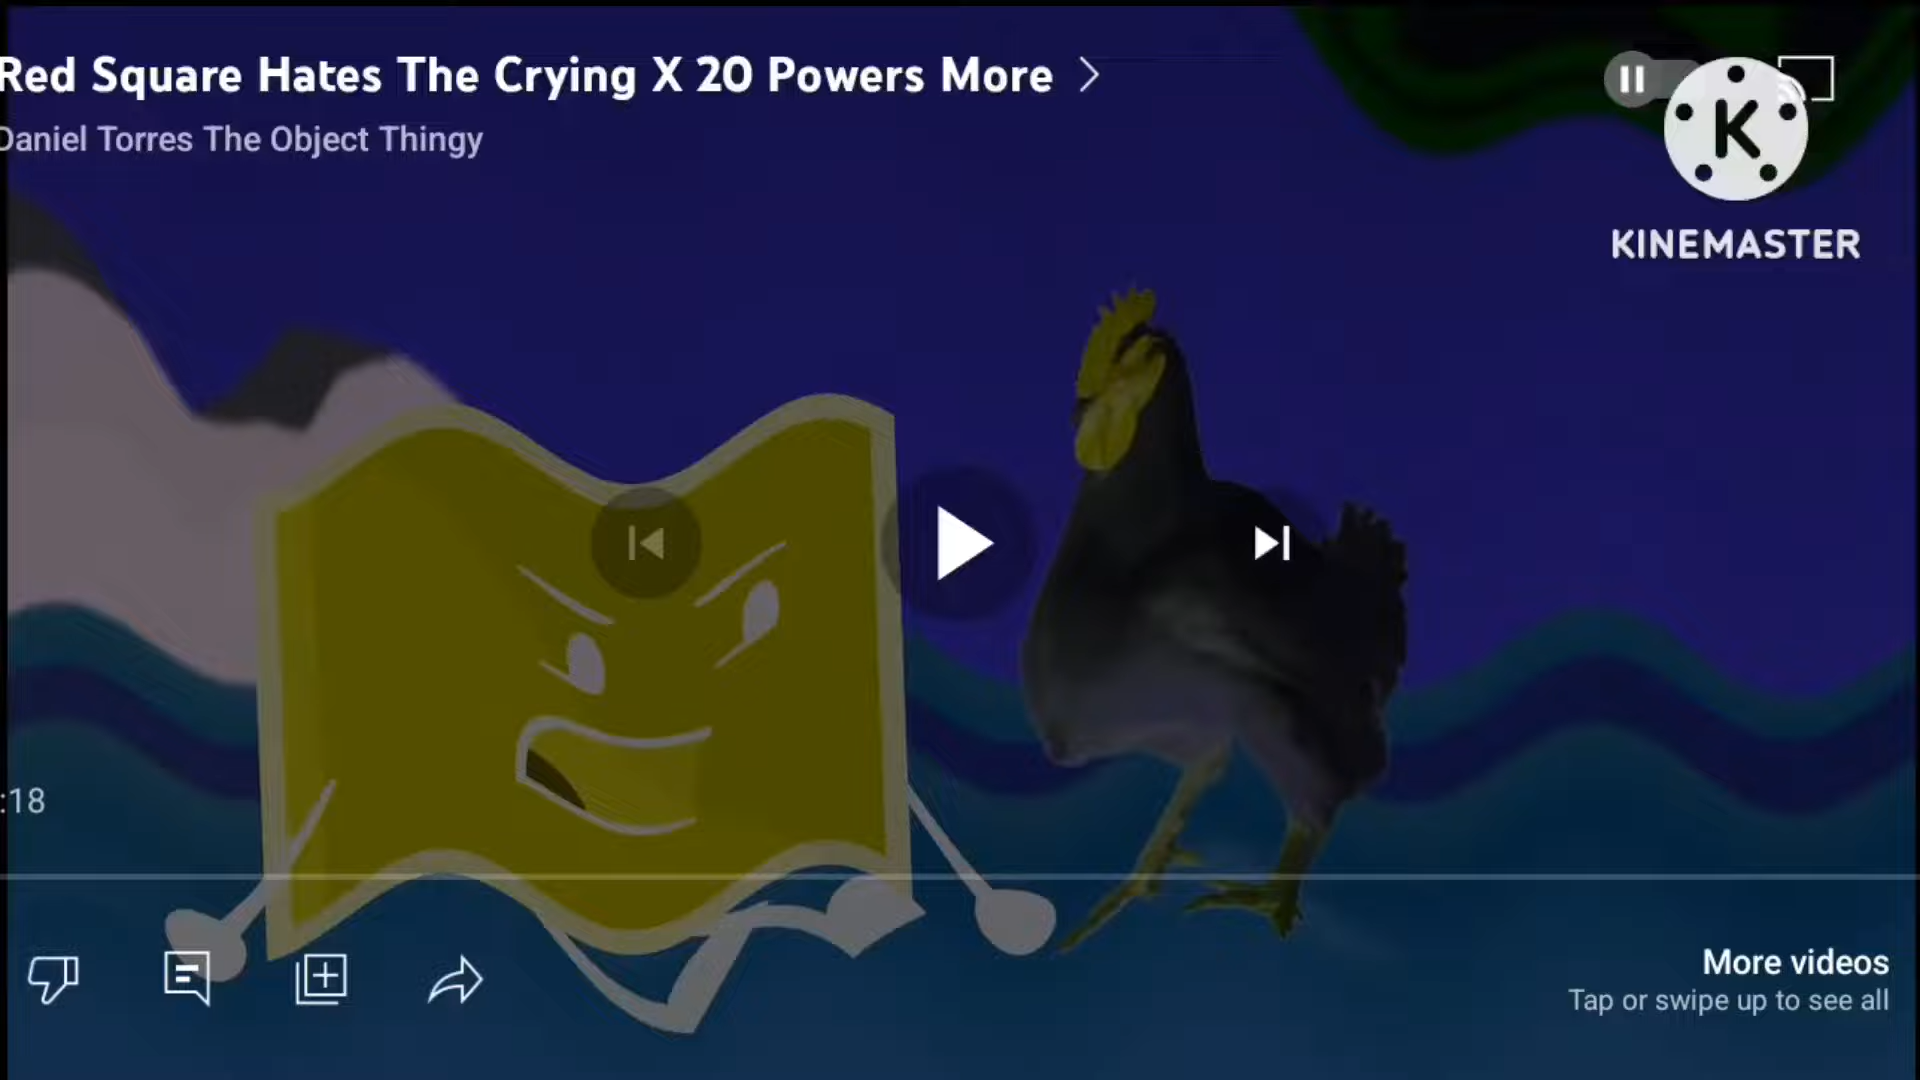 Red Square Hates The Crying X 20 Powers More
Daniel Torres The Object Thingy
K
KINEMASTER
:18
More videos
Tap or swipe up to see all